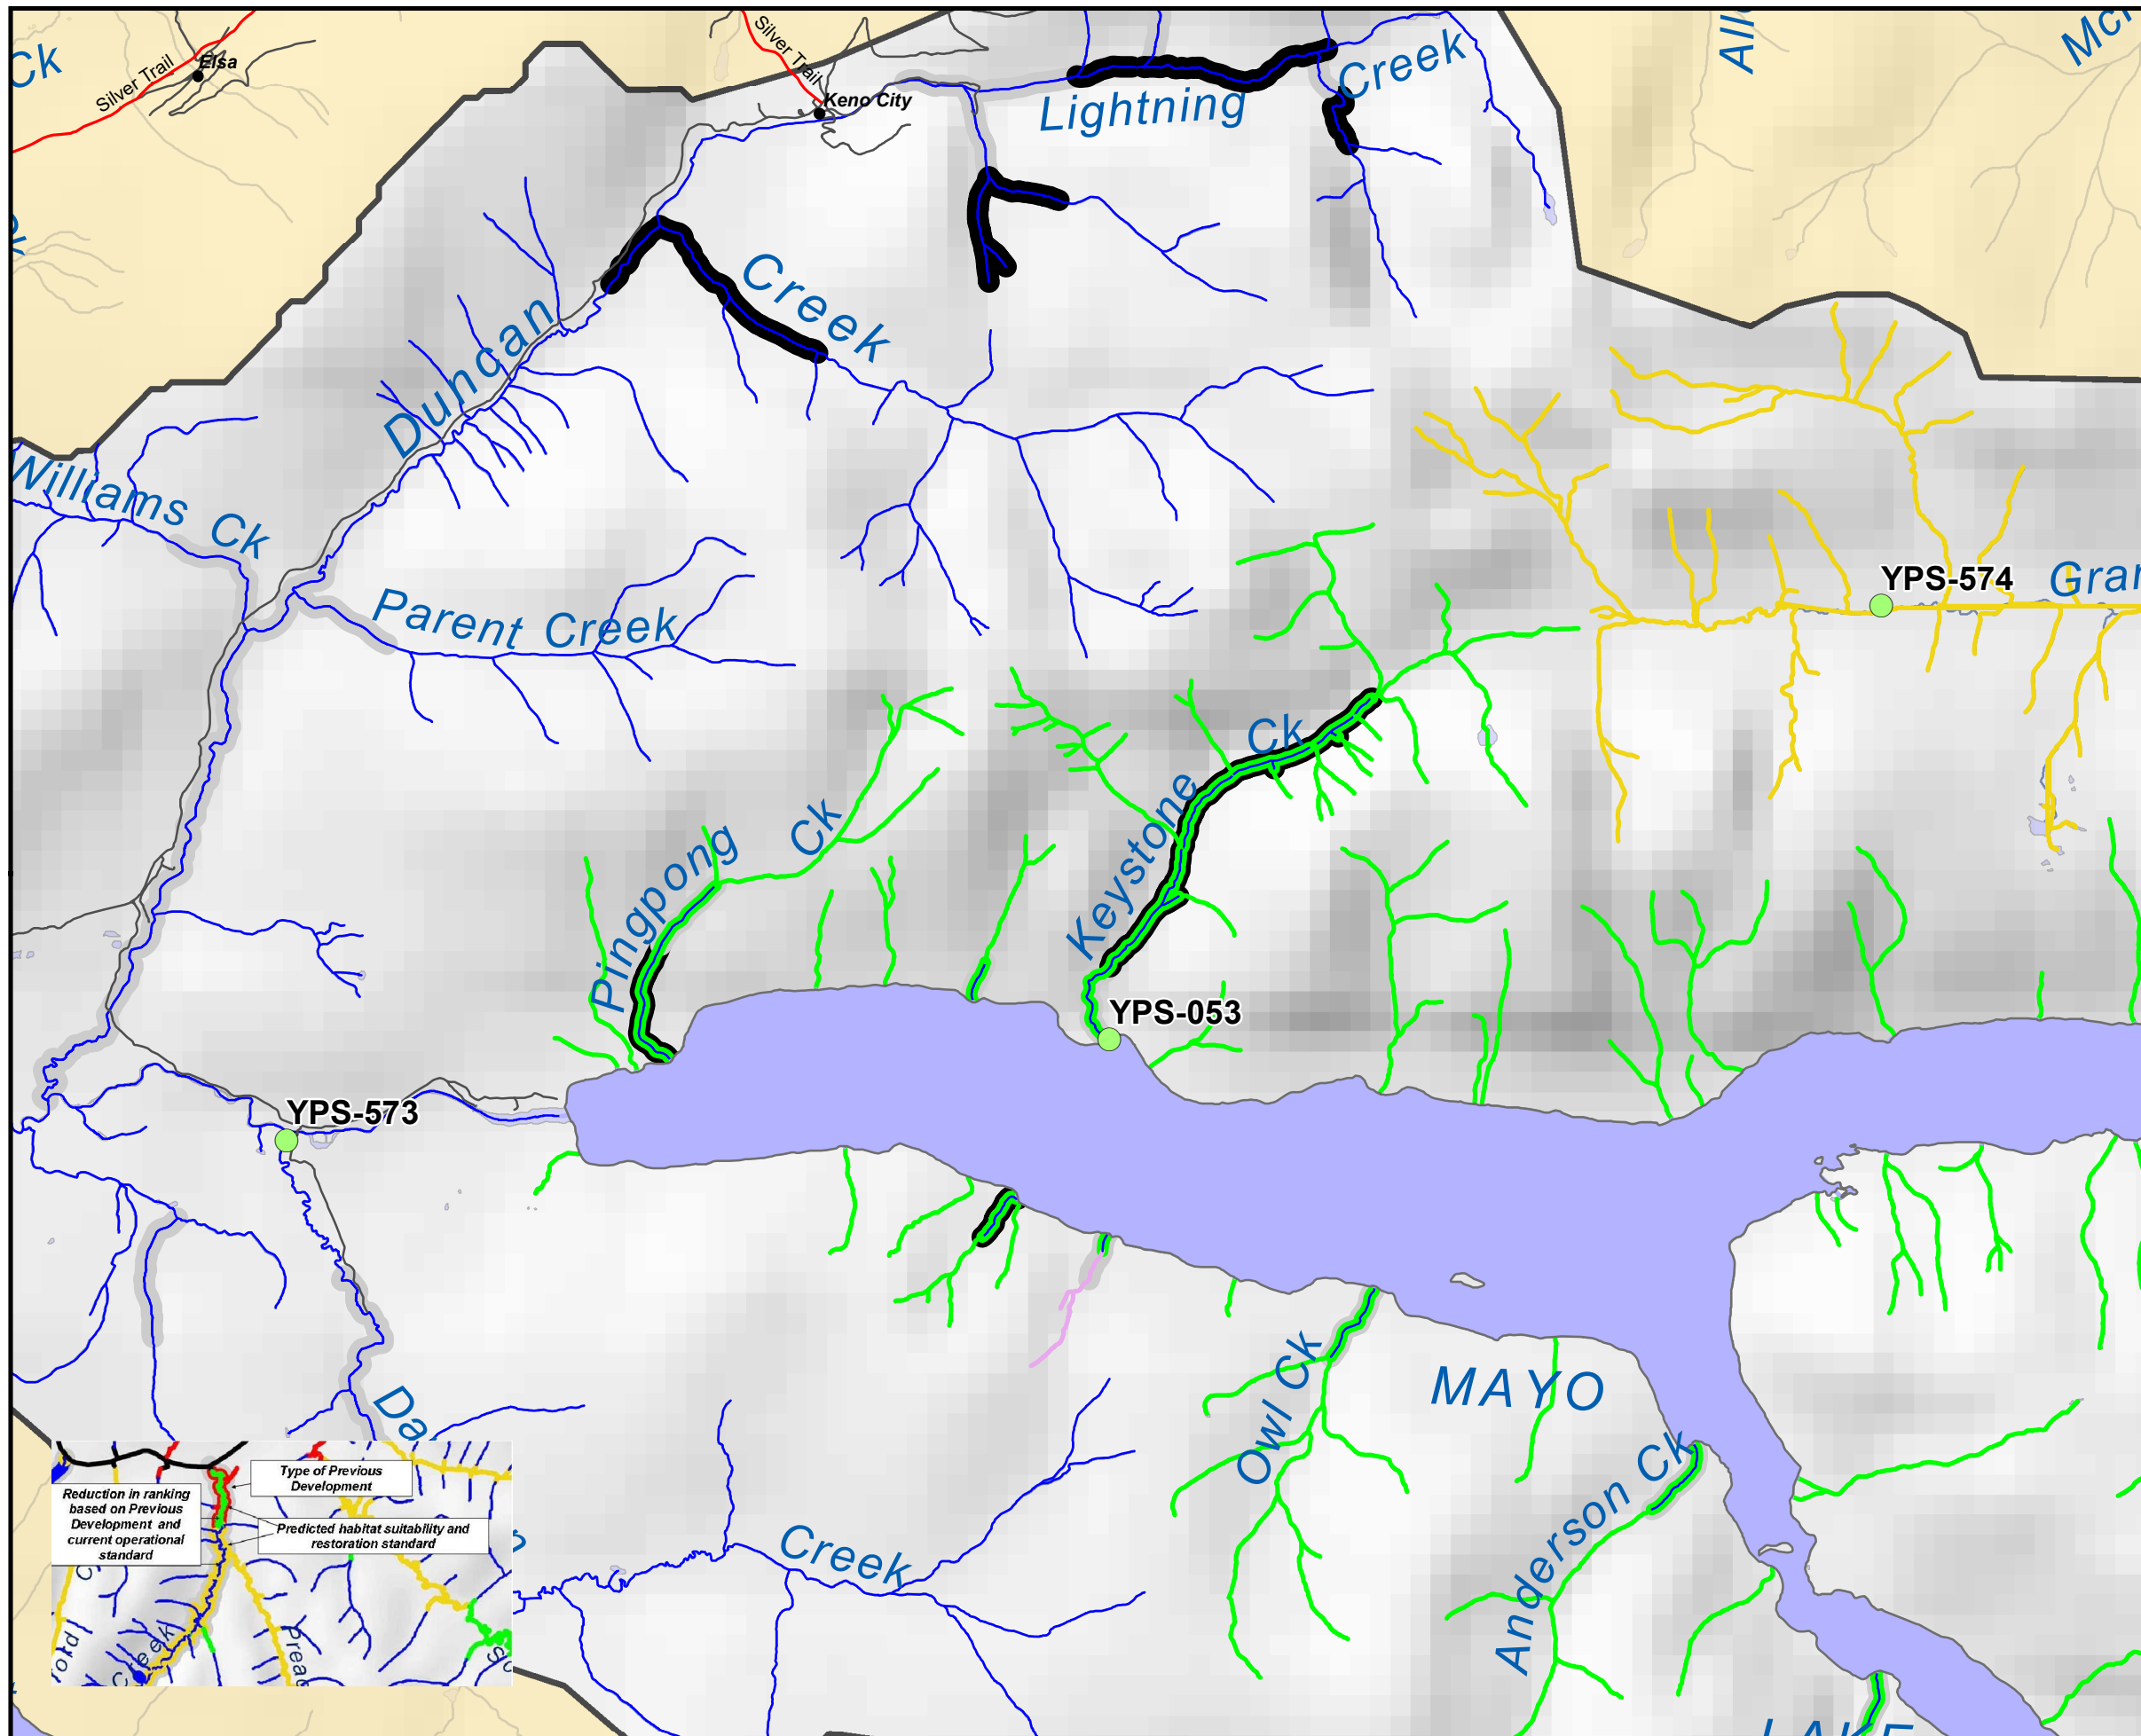 Ck
Silver Trail
Elsa
Silver Trail
Keno City
Lightning
Creek
Duncan
Creek
Williams Ck
Parent Creek
YPS-574
Pingpong Ck
Keystone Ck
YPS-053
YPS-573
Owl Ck
MAYO
Anderson Ck
Da
Creek
LAKE
Type of Previous
Development
Reduction in ranking
based on Previous
Development and
current operational
standard
Predicted habitat suitability and
restoration standard
Creek